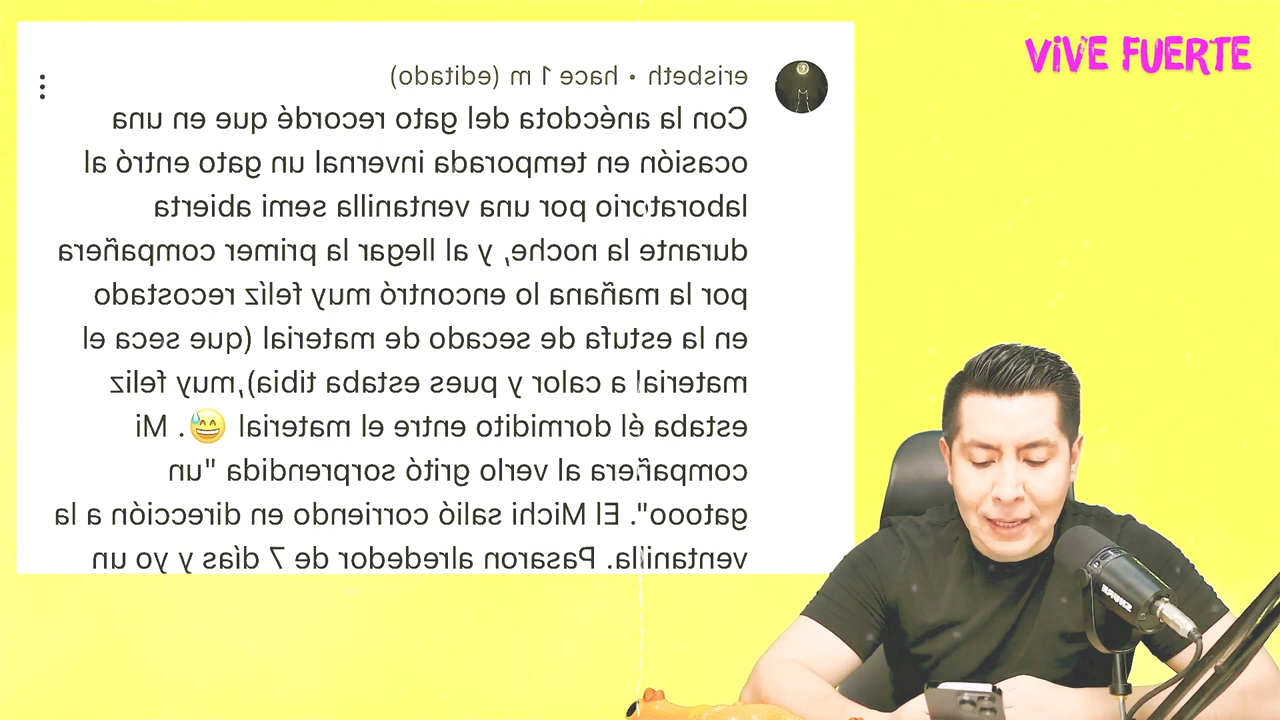 VIVE FUERTE
erisbeth • hace 1 m (editado)
Con la anécdota del gato recordé que en una
ocasión en temporada invernal un gato entró al
laboratorio por una ventanilla semi abierta
durante la noche, y al llegar la primer compañera
por la mañana lo encontró muy felíz recostado
en la estufa de secado de material (que seca el
material a calor y pues estaba tibia),muy feliz
estaba él dormidito entre el material 😅. Mi
compañera al verlo gritó sorprendida "un
gatooo". El Michi salió corriendo en dirección a la
ventanilla. Pasaron alrededor de 7 días y yo un
SHURE